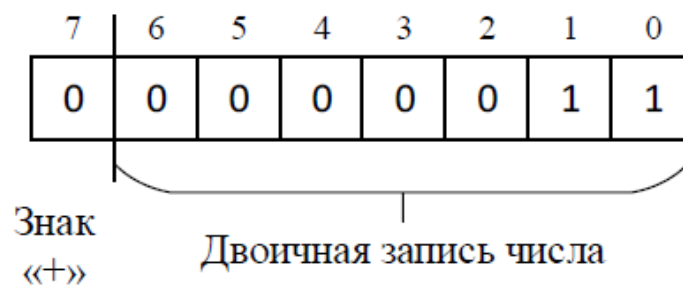 7 6 5 4 3 2 1 0
0 0 0 0 0 0 1 1
Знак
«+»
Двоичная запись числа